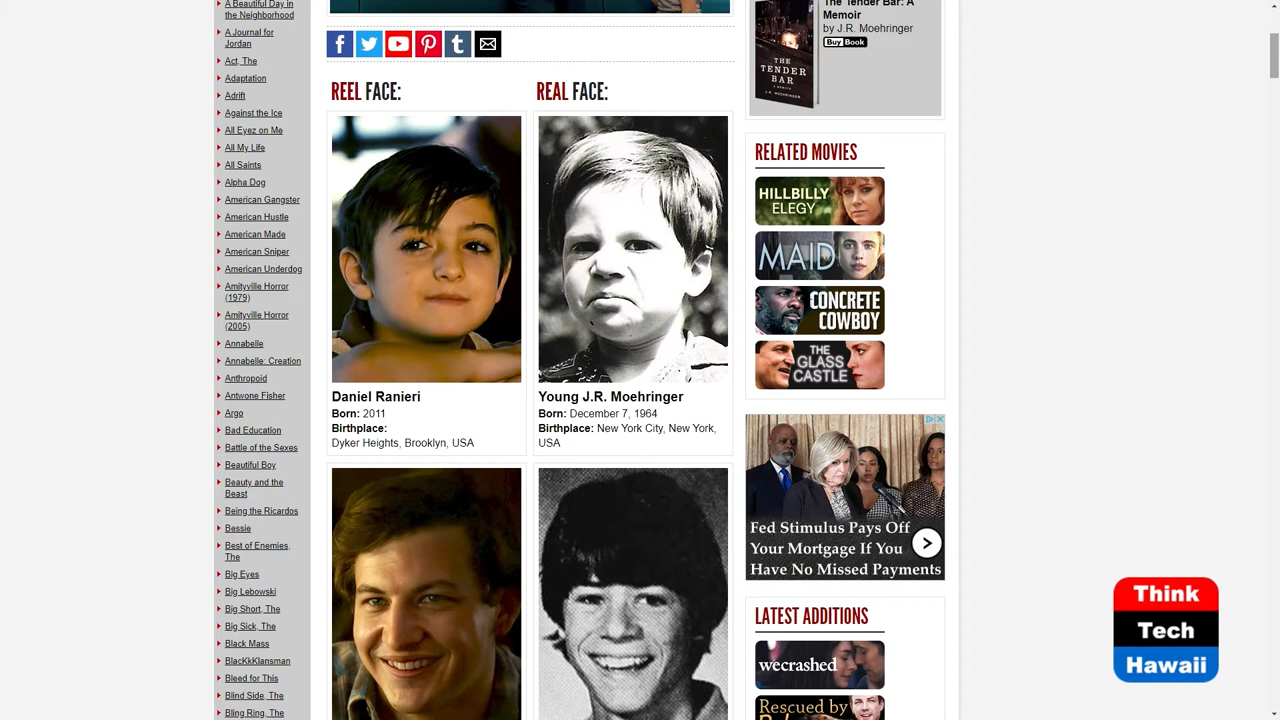 A Beautiful Day in
the Neighborhood
A Journal for
Jordan
Act, The
Adaptation
Adrift
Against the Ice
All Eyez on Me
All My Life
All Saints
Alpha Dog
American Gangster
American Hustle
American Made
American Sniper
American Underdog
Amityville Horror
(1979)
Amityville Horror
(2005)
Annabelle
Annabelle: Creation
Anthropoid
Antwone Fisher
Argo
Bad Education
Battle of the Sexes
Beautiful Boy
Beauty and the
Beast
Being the Ricardos
Bessie
Best of Enemies,
The
Big Eyes
Big Lebowski
Big Short, The
Big Sick, The
Black Mass
BlacKkKlansman
Bleed for This
Blind Side, The
Bling Ring, The
REEL FACE:
REAL FACE:
Daniel Ranieri
Born: 2011
Birthplace:
Dyker Heights, Brooklyn, USA
Young J.R. Moehringer
Born: December 7, 1964
Birthplace: New York City, New York,
USA
The Tender Bar: A
Memoir
by J.R. Moehringer
Buy Book
THE
TENDER
BAR
A MEMOIR
J.R. MOEHRINGER
RELATED MOVIES
HILLBILLY
ELEGY
MAID
CONCRETE
COWBOY
THE
GLASS
CASTLE
Fed Stimulus Pays Off
Your Mortgage If You
Have No Missed Payments
LATEST ADDITIONS
wecrashed
Rescued by
Think
Tech
Hawaii